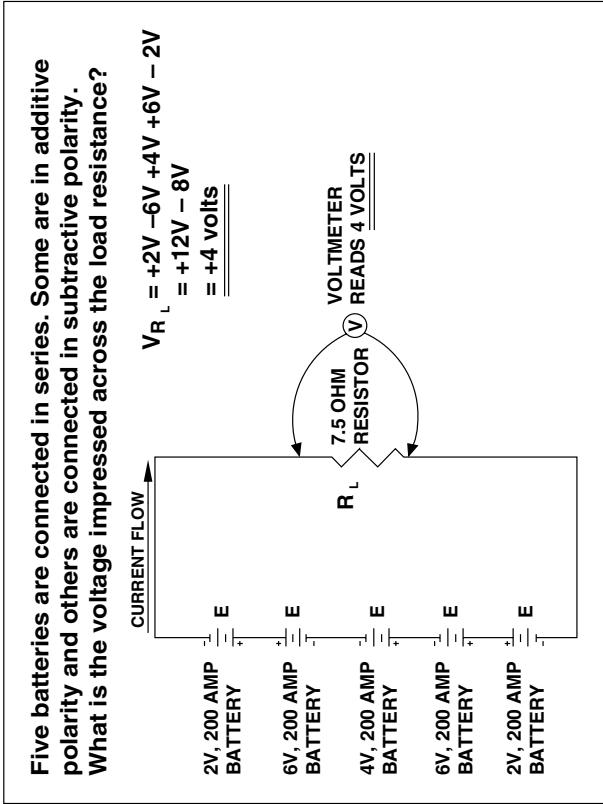 Five batteries are connected in series. Some are in additive
polarity and others are connected in subtractive polarity.
What is the voltage impressed across the load resistance?
V R L = +2V –6V +4V +6V – 2V
= +12V – 8V
= +4 volts
CURRENT FLOW
2V, 200 AMP
BATTERY
- + E
6V, 200 AMP
BATTERY
+ - E
4V, 200 AMP
BATTERY
- + E
6V, 200 AMP
BATTERY
- + E
2V, 200 AMP
BATTERY
+ - E
R L
7.5 OHM
RESISTOR
V
VOLTMETER
READS 4 VOLTS